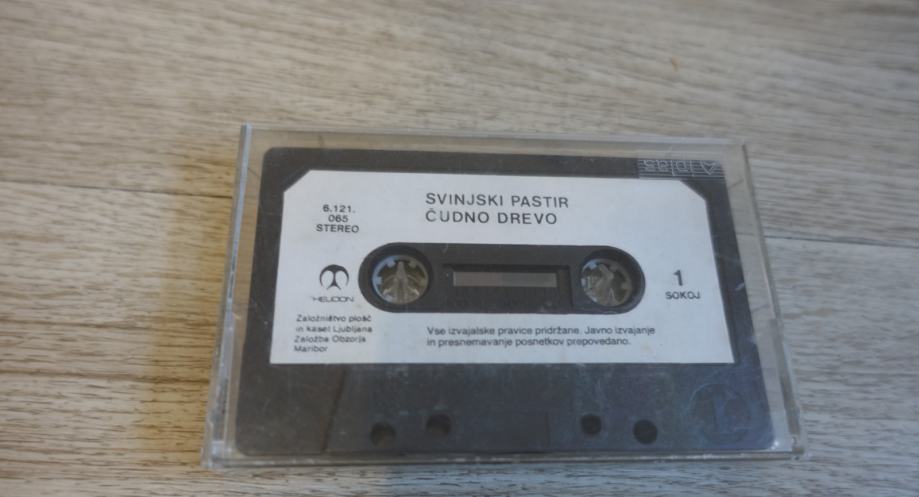 SVINJSKI PASTIR
ČUDNO DREVO
6.121.
065
STEREO
HELIDON
1
SOKOJ
Založništvo plošč
in kaset Ljubljana
Založba Obzorja
Maribor
Vse izvajalske pravice pridržane. Javno izvajanje
in presnemavanje posnetkov prepovedano.